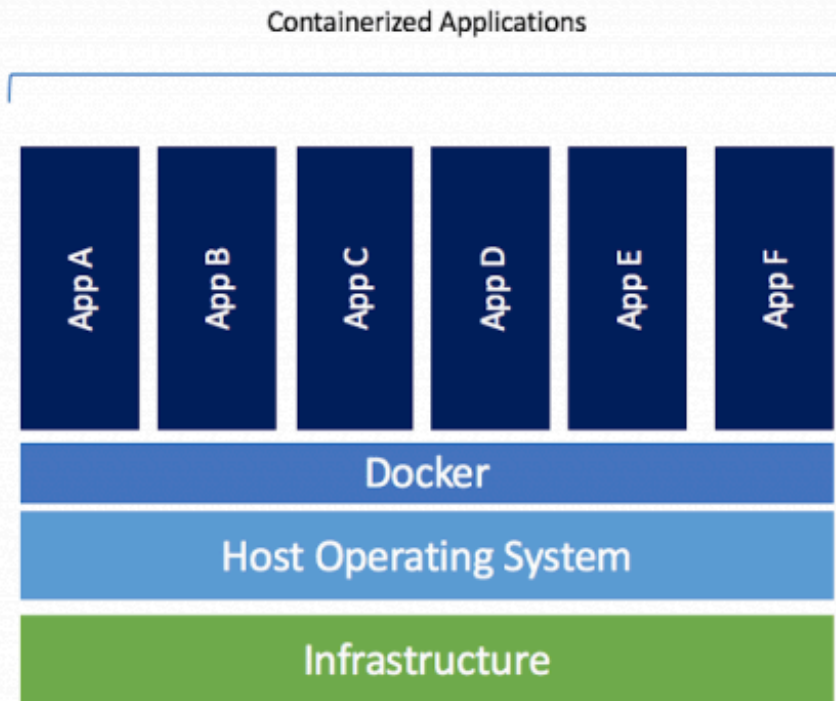 Containerized Applications
App A
App B
App C
App D
App E
App F
Docker
Host Operating System
Infrastructure